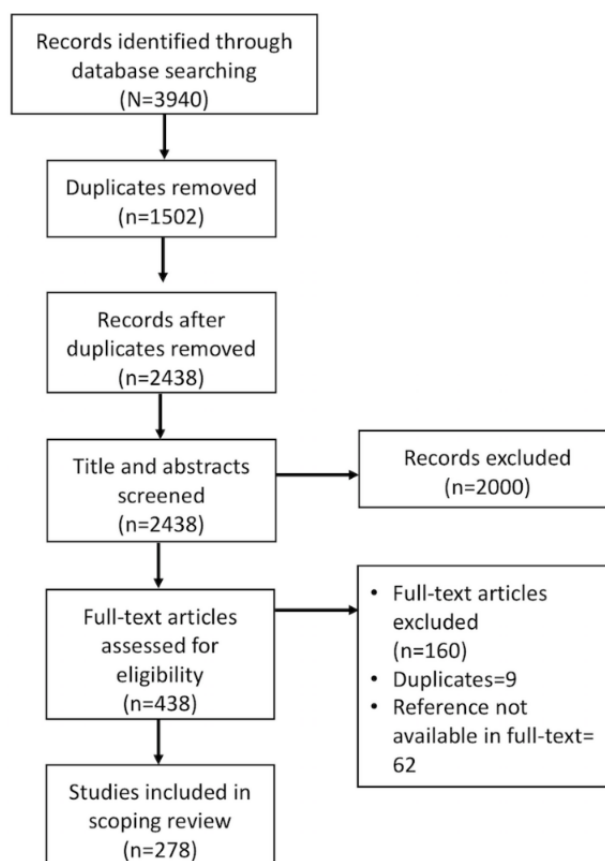 Records identified through
database searching
(N=3940)
Duplicates removed
(n=1502)
Records after
duplicates removed
(n=2438)
Title and abstracts
screened
(n=2438)
Records excluded
(n=2000)
Full-text articles
assessed for
eligibility
(n=438)
• Full-text articles
excluded
(n=160)
• Duplicates=9
• Reference not
available in full-text=
62
Studies included in
scoping review
(n=278)